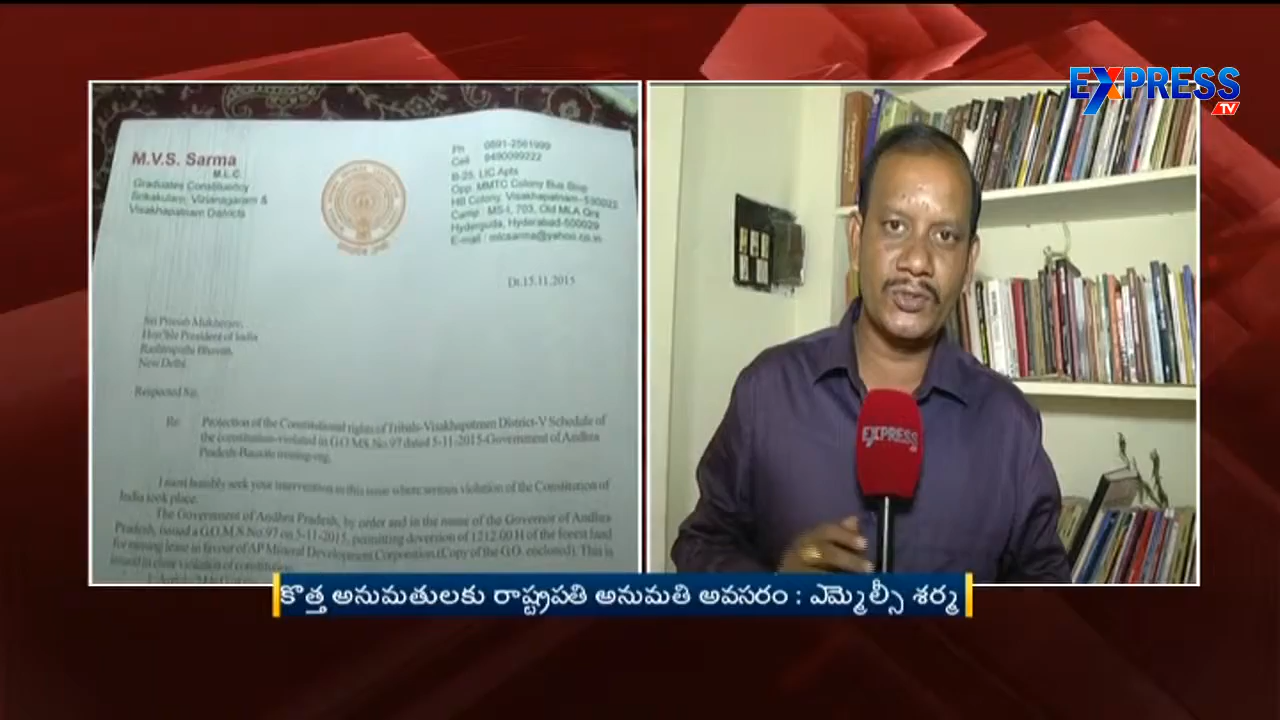 EXPRESS
TV
M.V.S. Sarma
M.L.C.
Graduates Constituency
Srikakulam, Vizianagaram &
Visakhapatnam Districts
Ph 0891-2561999
Cell 9490099222
B-25, LIC Apts
Opp. MMTC Colony Bus Stop
HB Colony, Visakhapatnam-530022
Camp : MS-I, 703, Old MLA Qrs
Hyderguda, Hyderabad-500029
E-mail : mlcsarma@yahoo.co.in
Dt.15.11.2015
Sri Pranab Mukherjee,
Hon'ble President of India
Rashtrapathi Bhavan,
New Delhi.
Respected Sir,
Re: Protection of the Constitutional rights of Tribals-Visakhapatnam District-V Schedule of
the constitution-violated in G.O M.S.No.97 dated 5-11-2015-Government of Andhra
Pradesh-Bauxite mining-reg.
I most humbly seek your intervention in this issue where serious violation of the Constitution of
India took place.
The Government of Andhra Pradesh, by order and in the name of the Governor of Andhra
Pradesh, issued a G.O.M.S.No.97 on 5-11-2015, permitting deversion of 1212.00 H of the forest land
for mining lease in favour of AP Mineral Development Corporation.(Copy of the G.O. enclosed). This is
issued in clear violation of constitution.
EXPRESS
కొత్త అనుమతులకు రాష్ట్రపతి అనుమతి అవసరం : ఎమ్మెల్సీ శర్మ